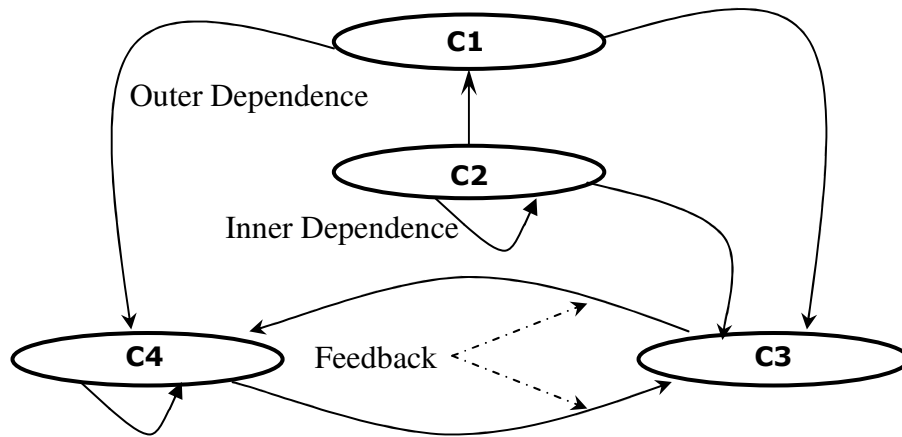 C1
Outer Dependence
C2
Inner Dependence
C4
Feedback
C3